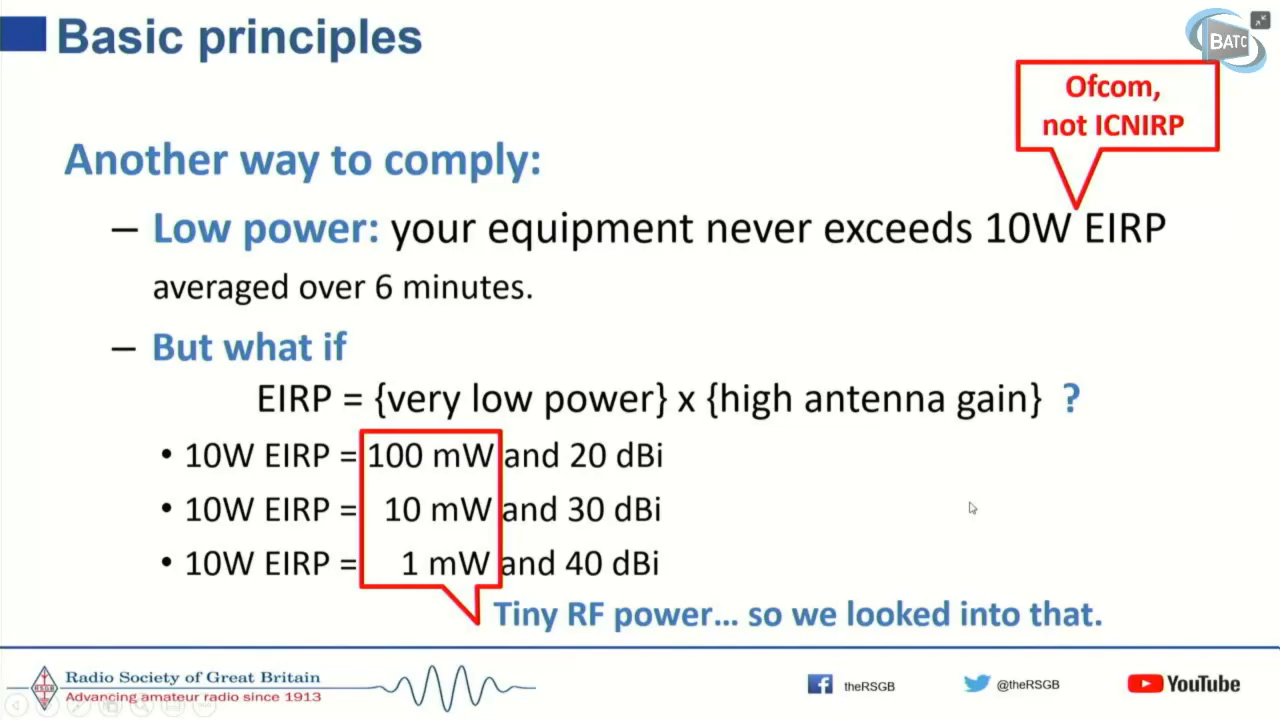 Basic principles
BATC
Ofcom,
not ICNIRP
Another way to comply:
– Low power: your equipment never exceeds 10W EIRP
averaged over 6 minutes.
– But what if
EIRP = {very low power} x {high antenna gain} ?
• 10W EIRP = 100 mW and 20 dBi
• 10W EIRP = 10 mW and 30 dBi
• 10W EIRP = 1 mW and 40 dBi
Tiny RF power... so we looked into that.
RSGB
Radio Society of Great Britain
Advancing amateur radio since 1913
theRSGB
@theRSGB
YouTube